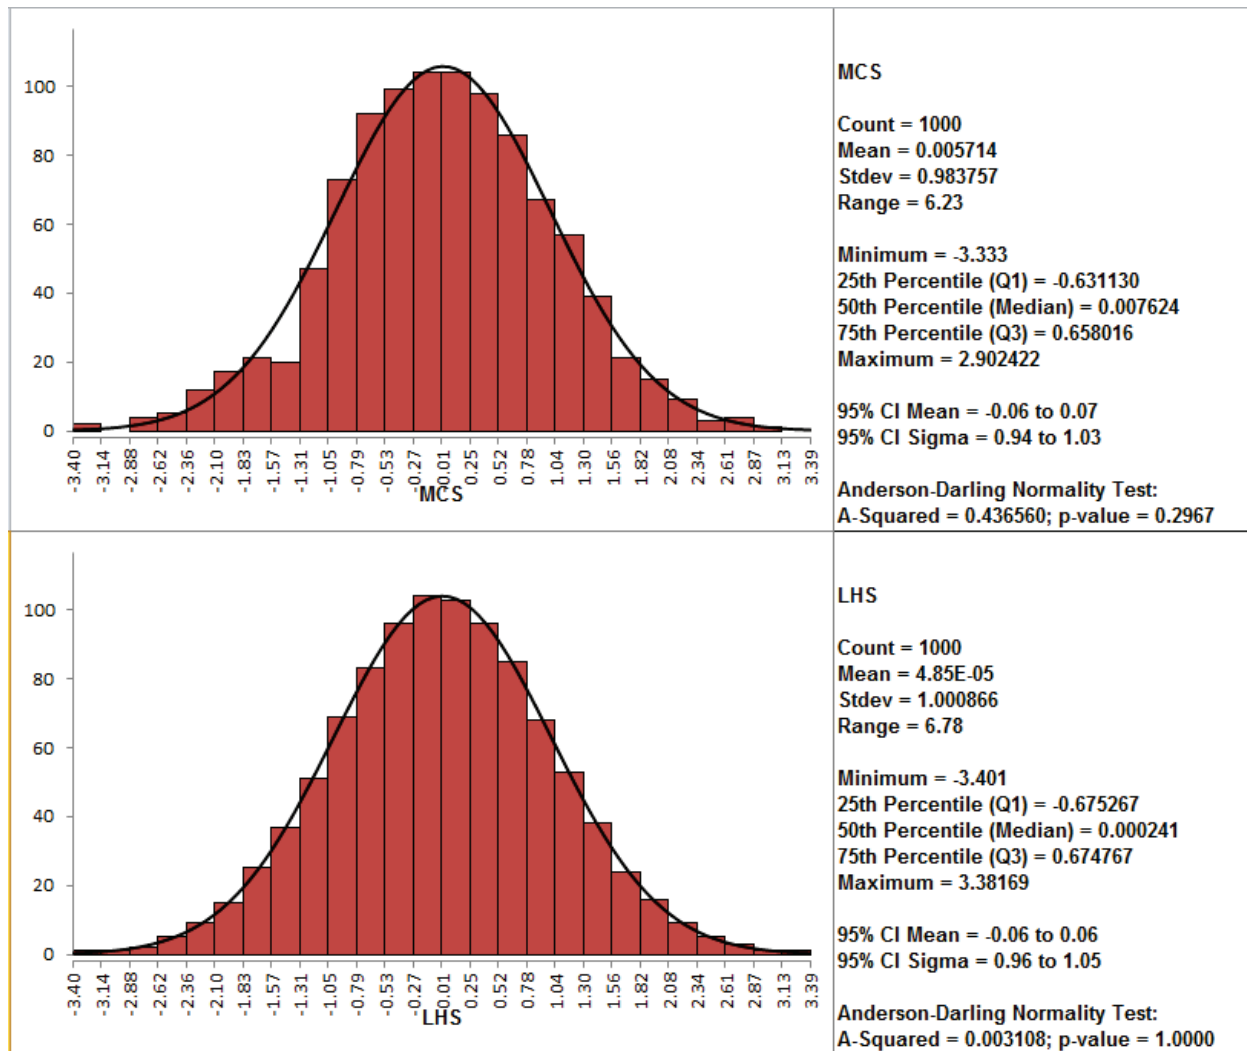 100
80
60
40
20
0
-3.40 -3.14 -2.88 -2.62 -2.36 -2.10 -1.83 -1.57 -1.31 -1.05 -0.79 -0.53 -0.27 -0.01 0.25 0.52 0.78 1.04 1.30 1.56 1.82 2.08 2.34 2.61 2.87 3.13 3.39
MCS
MCS
Count = 1000
Mean = 0.005714
Stdev = 0.983757
Range = 6.23
Minimum = -3.333
25th Percentile (Q1) = -0.631130
50th Percentile (Median) = 0.007624
75th Percentile (Q3) = 0.658016
Maximum = 2.902422
95% CI Mean = -0.06 to 0.07
95% CI Sigma = 0.94 to 1.03
Anderson-Darling Normality Test:
A-Squared = 0.436560; p-value = 0.2967
100
80
60
40
20
0
-3.40 -3.14 -2.88 -2.62 -2.36 -2.10 -1.83 -1.57 -1.31 -1.05 -0.79 -0.53 -0.27 -0.01 0.25 0.52 0.78 1.04 1.30 1.56 1.82 2.08 2.34 2.61 2.87 3.13 3.39
LHS
LHS
Count = 1000
Mean = 4.85E-05
Stdev = 1.000866
Range = 6.78
Minimum = -3.401
25th Percentile (Q1) = -0.675267
50th Percentile (Median) = 0.000241
75th Percentile (Q3) = 0.674767
Maximum = 3.38169
95% CI Mean = -0.06 to 0.06
95% CI Sigma = 0.96 to 1.05
Anderson-Darling Normality Test:
A-Squared = 0.003108; p-value = 1.0000